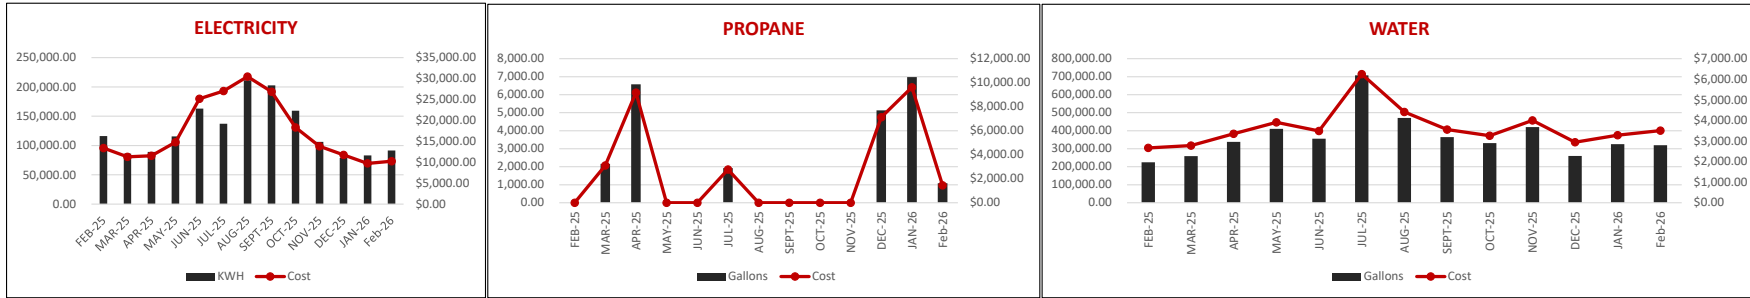 ELECTRICITY
250,000.00
200,000.00
150,000.00
100,000.00
50,000.00
0.00
$35,000.00
$30,000.00
$25,000.00
$20,000.00
$15,000.00
$10,000.00
$5,000.00
$0.00
FEB-25
MAR-25
APR-25
MAY-25
JUN-25
JUL-25
AUG-25
SEPT-25
OCT-25
NOV-25
DEC-25
JAN-26
Feb-26
KWH
Cost
PROPANE
8,000.00
7,000.00
6,000.00
5,000.00
4,000.00
3,000.00
2,000.00
1,000.00
0.00
$12,000.00
$10,000.00
$8,000.00
$6,000.00
$4,000.00
$2,000.00
$0.00
FEB-25
MAR-25
APR-25
MAY-25
JUN-25
JUL-25
AUG-25
SEPT-25
OCT-25
NOV-25
DEC-25
JAN-26
Feb-26
Gallons
Cost
WATER
800,000.00
700,000.00
600,000.00
500,000.00
400,000.00
300,000.00
200,000.00
100,000.00
0.00
$7,000.00
$6,000.00
$5,000.00
$4,000.00
$3,000.00
$2,000.00
$1,000.00
$0.00
FEB-25
MAR-25
APR-25
MAY-25
JUN-25
JUL-25
AUG-25
SEPT-25
OCT-25
NOV-25
DEC-25
JAN-26
Feb-26
Gallons
Cost